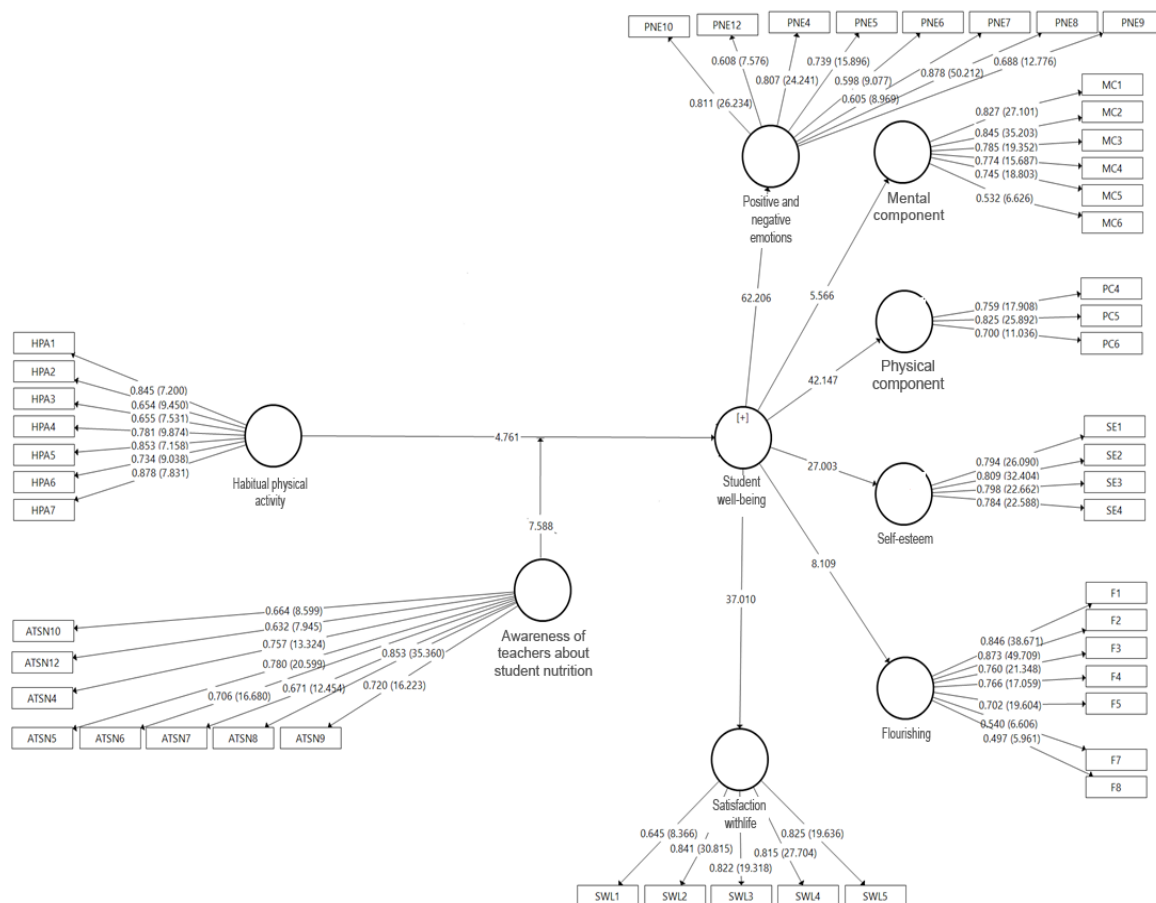 PNE10
PNE12
PNE4
PNE5
PNE6
PNE7
PNE8
PNE9
0.608 (7.576)
0.739 (15.896)
0.688 (12.776)
0.807 (24.241)
0.598 (9.077)
0.878 (50.212)
0.811 (26.234)
0.605 (8.969)
Positive and
negative
emotions
MC1
MC2
MC3
MC4
MC5
MC6
0.827 (27.101)
0.845 (35.203)
0.785 (19.352)
0.774 (15.687)
0.745 (18.803)
0.532 (6.626)
Mental
component
62.206
5.566
PC4
PC5
PC6
0.759 (17.908)
0.825 (25.892)
0.700 (11.036)
Physical
component
42.147
HPA1
HPA2
HPA3
HPA4
HPA5
HPA6
HPA7
0.845 (7.200)
0.654 (9.450)
0.655 (7.531)
0.781 (9.874)
0.853 (7.158)
0.734 (9.038)
0.878 (7.831)
Habitual physical
activity
4.761
[+]
Student
well-being
27.003
SE1
SE2
SE3
SE4
0.794 (26.090)
0.809 (32.404)
0.798 (22.662)
0.784 (22.588)
Self-esteem
7.588
8.109
37.010
ATSN10
ATSN12
ATSN4
ATSN5
ATSN6
ATSN7
ATSN8
ATSN9
0.664 (8.599)
0.632 (7.945)
0.757 (13.324)
0.780 (20.599)
0.853 (35.360)
0.706 (16.680)
0.671 (12.454)
0.720 (16.223)
Awareness of
teachers about
student nutrition
F1
F2
F3
F4
F5
F7
F8
0.846 (38.671)
0.873 (49.709)
0.760 (21.348)
0.766 (17.059)
0.702 (19.604)
0.540 (6.606)
0.497 (5.961)
Flourishing
Satisfaction
withlife
0.645 (8.366)
0.825 (19.636)
0.841 (30.815)
0.815 (27.704)
0.822 (19.318)
SWL1
SWL2
SWL3
SWL4
SWL5